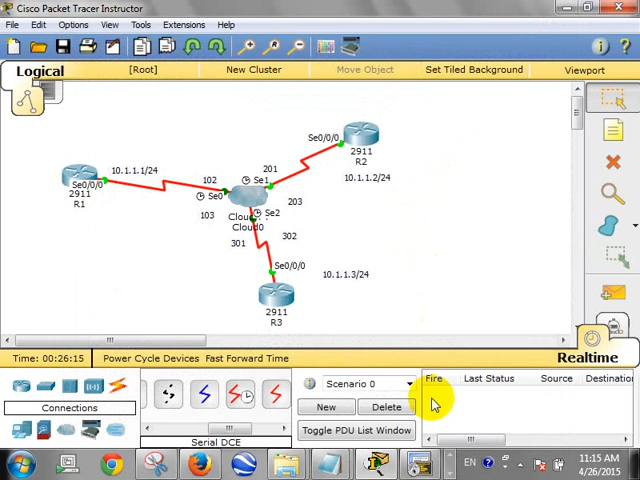 Cisco Packet Tracer Instructor
File Edit Options View Tools Extensions Help
Logical [Root] New Cluster Move Object Set Tiled Background Viewport
Se0/0/0
2911
R2
10.1.1.2/24
201
Se1
10.1.1.1/24
Se0/0/0
2911
R1
102
Se0
103
203
Se2
Cloud0
301
302
Se0/0/0
10.1.1.3/24
2911
R3
Time: 00:26:15 Power Cycle Devices Fast Forward Time Realtime
Scenario 0
Fire Last Status Source Destination
Connections
New Delete
Toggle PDU List Window
Serial DCE
EN
11:15 AM
4/26/2015